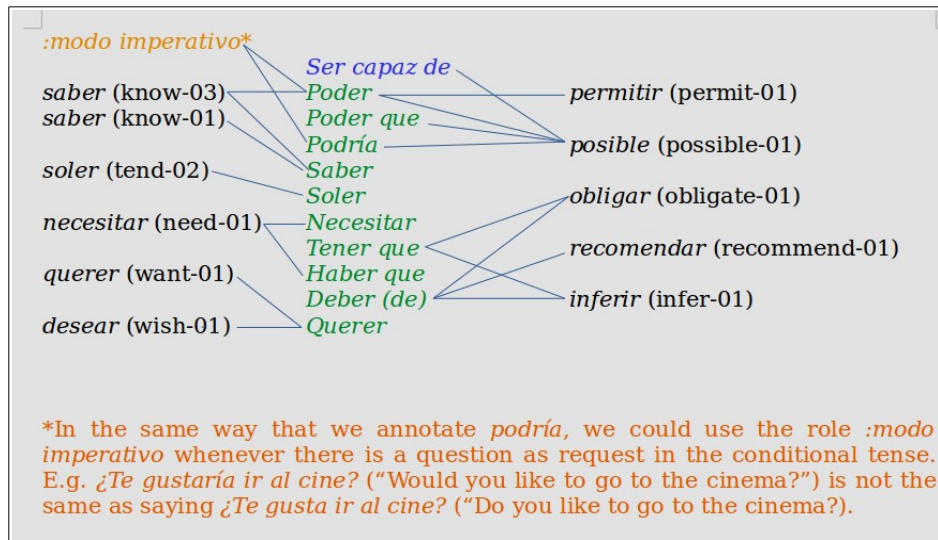 :modo imperativo*
Ser capaz de
saber (know-03) Poder permitir (permit-01)
saber (know-01) Poder que
Podría posible (possible-01)
soler (tend-02) Saber
Soler obligar (obligate-01)
necesitar (need-01) Necesitar
Tener que recomendar (recommend-01)
querer (want-01) Haber que
Deber (de) inferir (infer-01)
desear (wish-01) Querer
*In the same way that we annotate podría, we could use the role :modo
imperativo whenever there is a question as request in the conditional tense.
E.g. ¿Te gustaría ir al cine? (“Would you like to go to the cinema?”) is not the
same as saying ¿Te gusta ir al cine? (“Do you like to go to the cinema?).